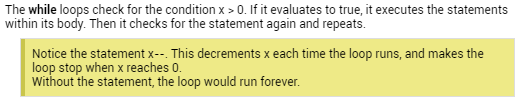 The while loops check for the condition x > 0. If it evaluates to true, it executes the statements
within its body. Then it checks for the statement again and repeats.
Notice the statement x--. This decrements x each time the loop runs, and makes the
loop stop when x reaches 0.
Without the statement, the loop would run forever.